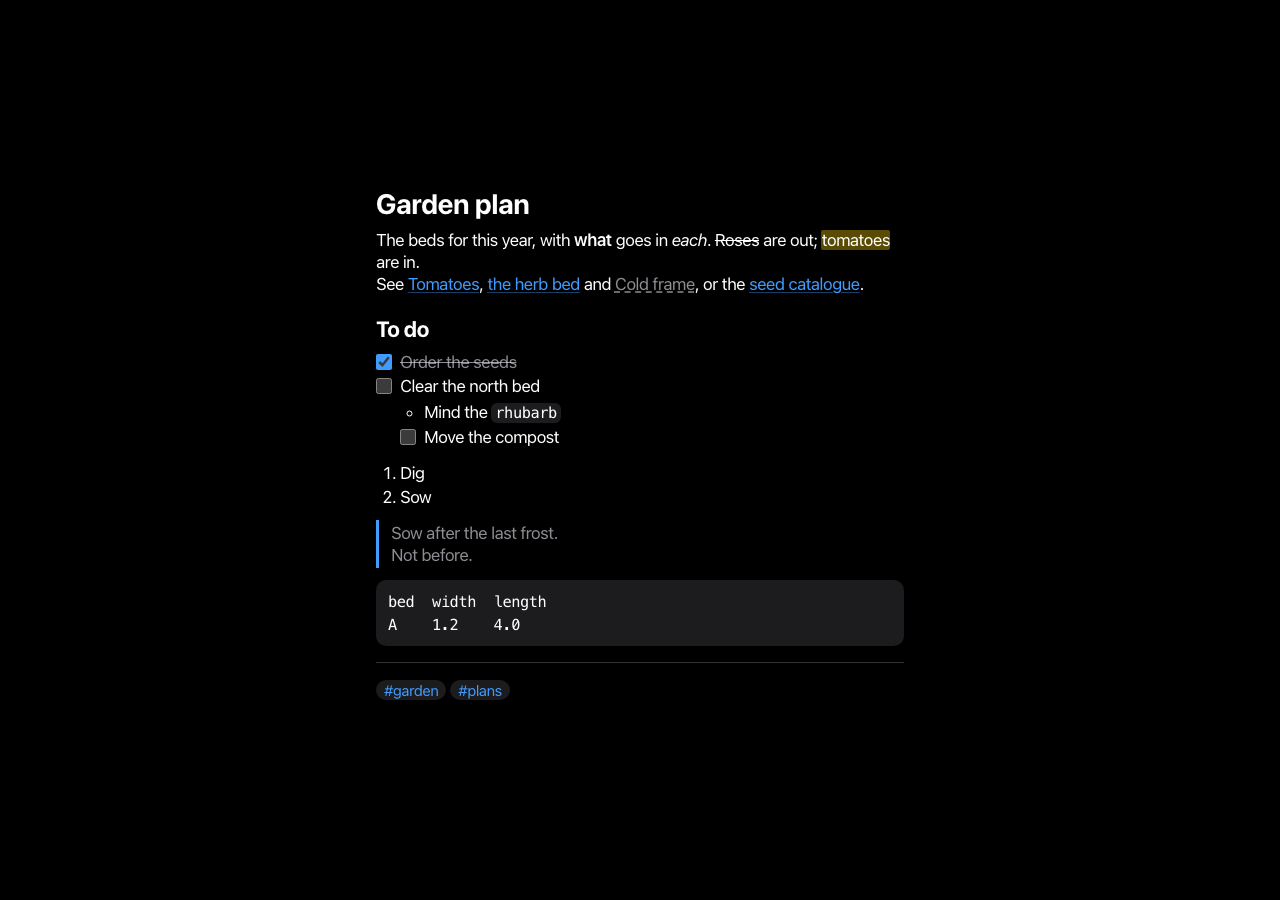 Garden plan
The beds for this year, with what goes in each. Roses are out; tomatoes
are in.
See Tomatoes, the herb bed and Cold frame, or the seed catalogue.
To do
Order the seeds
Clear the north bed
Mind the rhubarb
Move the compost
1. Dig
2. Sow
Sow after the last frost.
Not before.
bed  width  length
A    1.2    4.0
#garden #plans